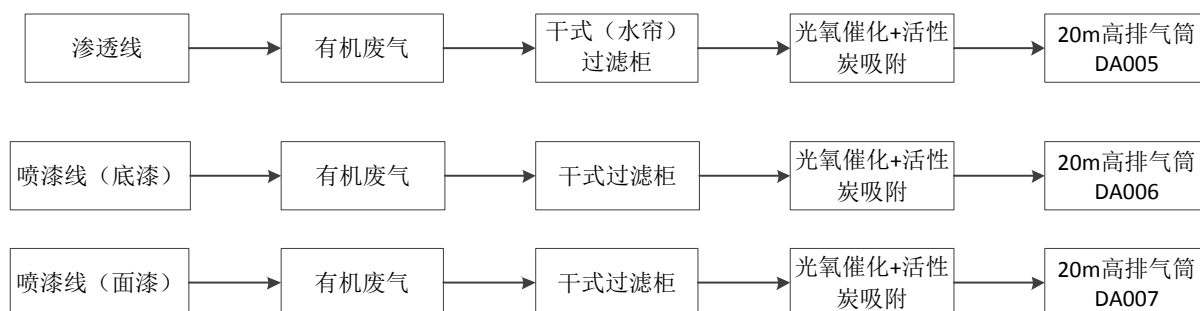 渗透线
有机废气
干式（水帘）
过滤柜
光氧催化+活性
炭吸附
20m高排气筒
DA005
喷漆线（底漆）
有机废气
干式过滤柜
光氧催化+活性
炭吸附
20m高排气筒
DA006
喷漆线（面漆）
有机废气
干式过滤柜
光氧催化+活性
炭吸附
20m高排气筒
DA007